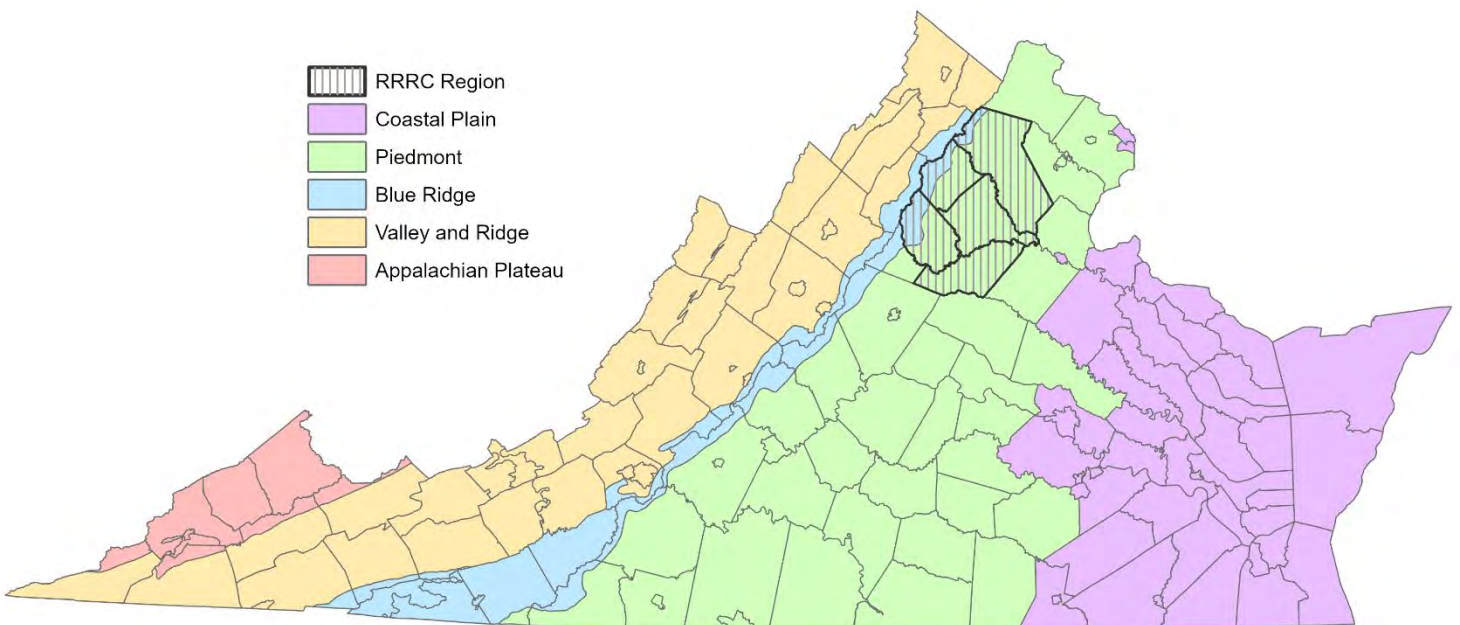 RRRC Region
Coastal Plain
Piedmont
Blue Ridge
Valley and Ridge
Appalachian Plateau